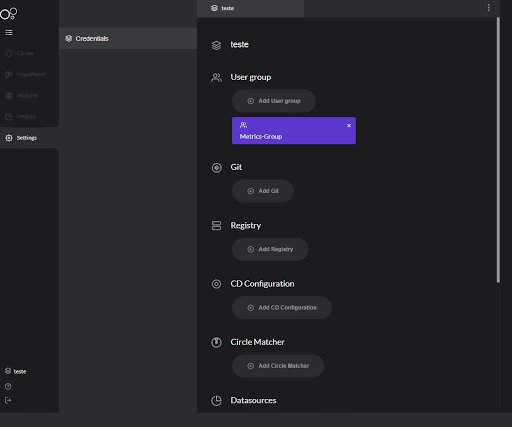 teste
Credentials
teste
User group
Add User group
Metrics-Group
Git
Add Git
Registry
Add Registry
CD Configuration
Add CD Configuration
Circle Matcher
Add Circle Matcher
Datasources
Circles
Hypotheses
Modules
Metrics
Settings
teste